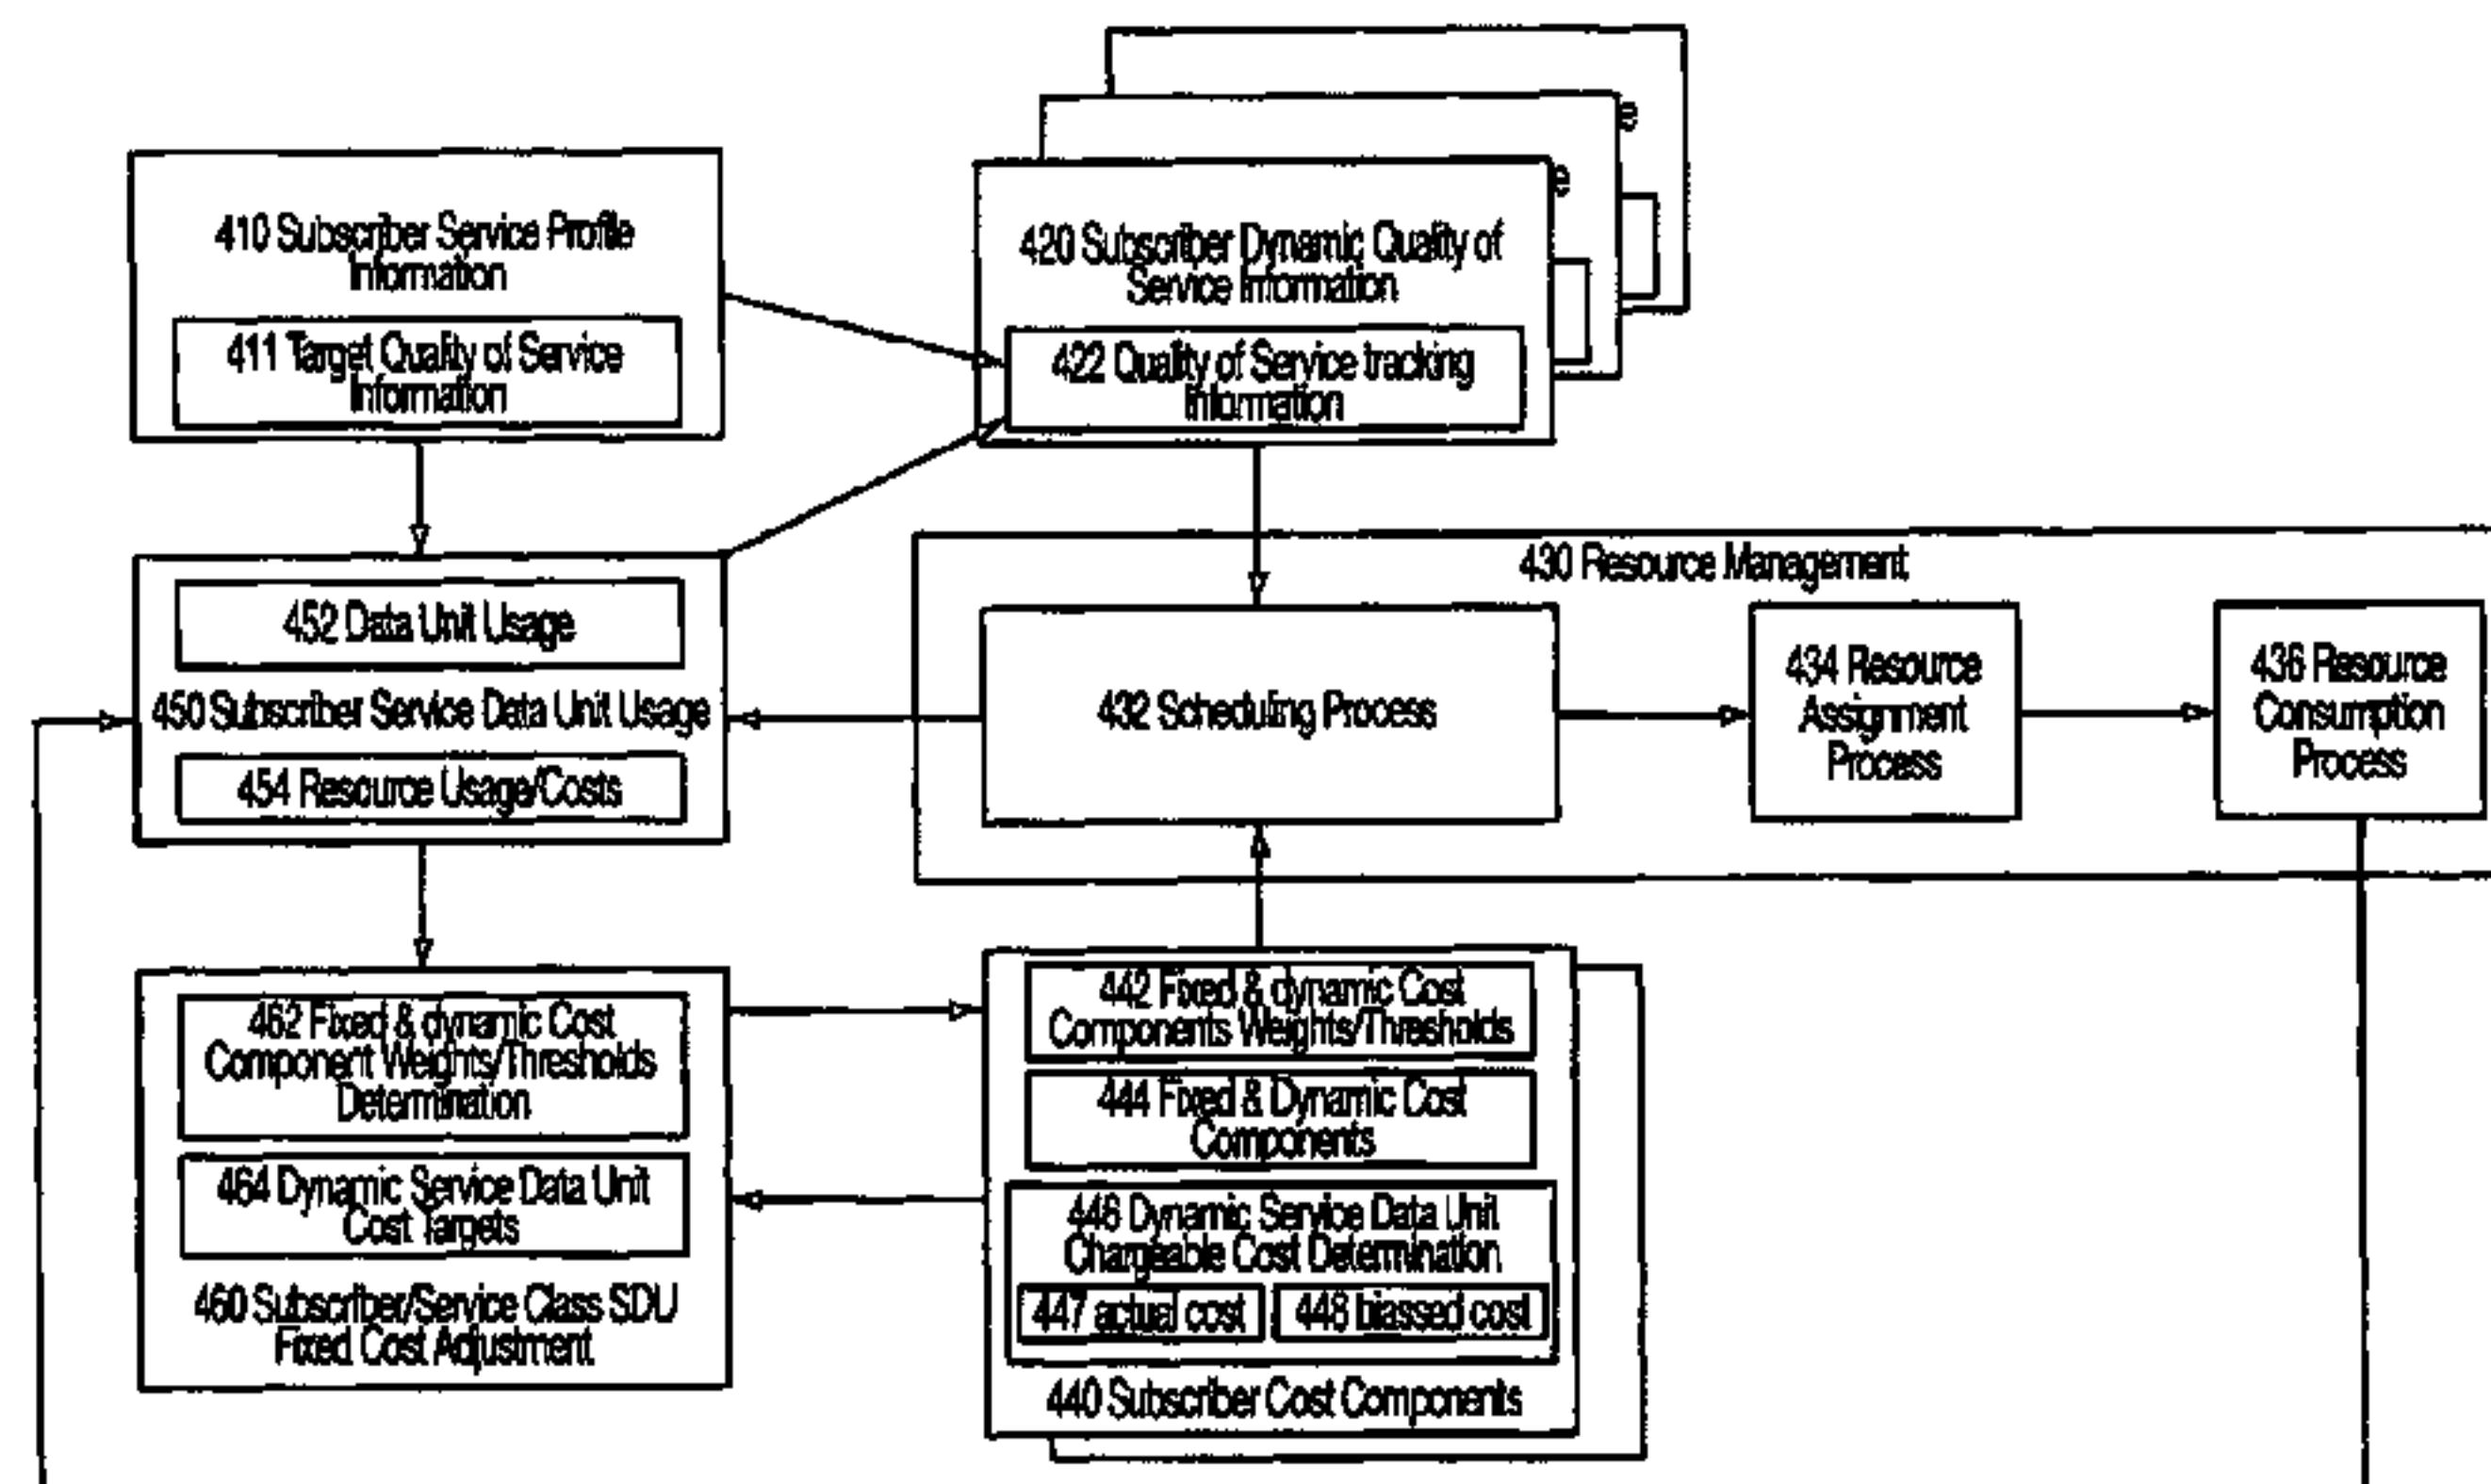 410 Subscriber Service Profile
Information
411 Target Quality of Service
Information
420 Subscriber Dynamic Quality of
Service Information
422 Quality of Service tracking
Information
430 Resource Management
452 Data Unit Usage
450 Subscriber Service Data Unit Usage
454 Resource Usage/Costs
432 Scheduling Process
434 Resource
Assignment
Process
436 Resource
Consumption
Process
462 Fixed & dynamic Cost
Component Weights/Thresholds
Determination
464 Dynamic Service Data Unit
Cost Targets
460 Subscriber/Service Class SDU
Fixed Cost Adjustment
442 Fixed & dynamic Cost
Components Weights/Thresholds
444 Fixed & Dynamic Cost
Components
446 Dynamic Service Data Unit
Chargeable Cost Determination
447 actual cost
448 biassed cost
440 Subscriber Cost Components